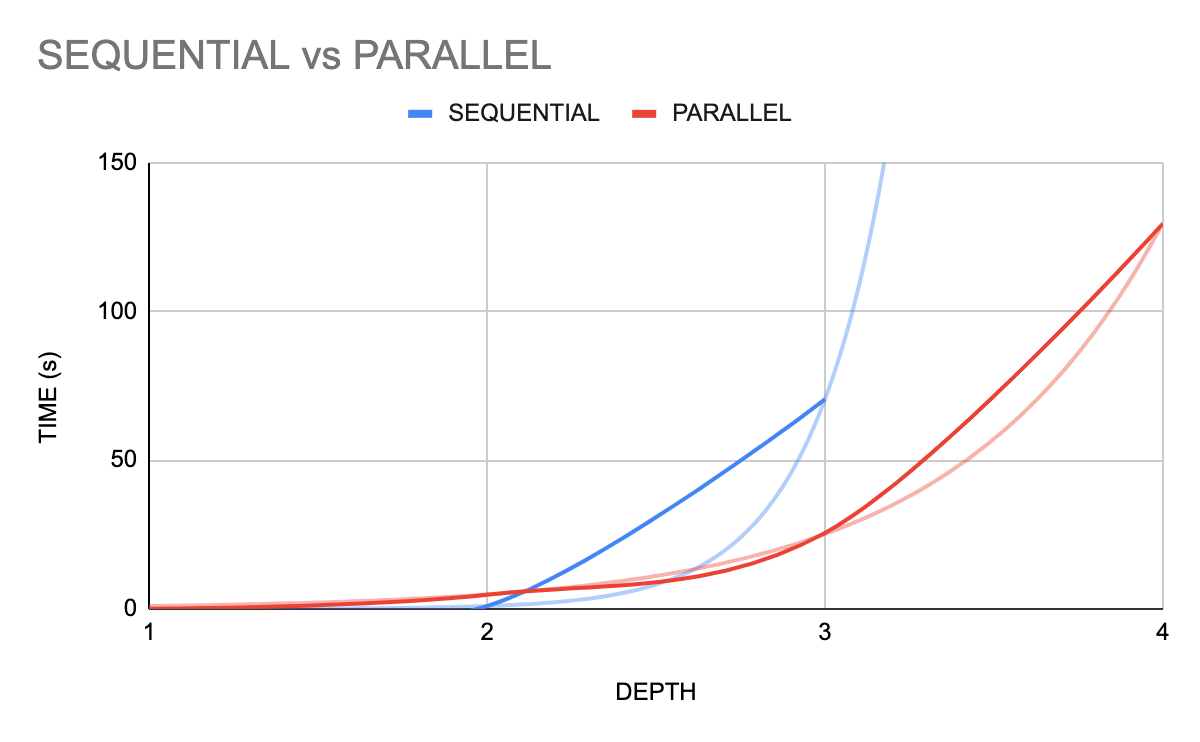 SEQUENTIAL vs PARALLEL
SEQUENTIAL PARALLEL
150
100
50
0
TIME (s)
1 2 3 4
DEPTH